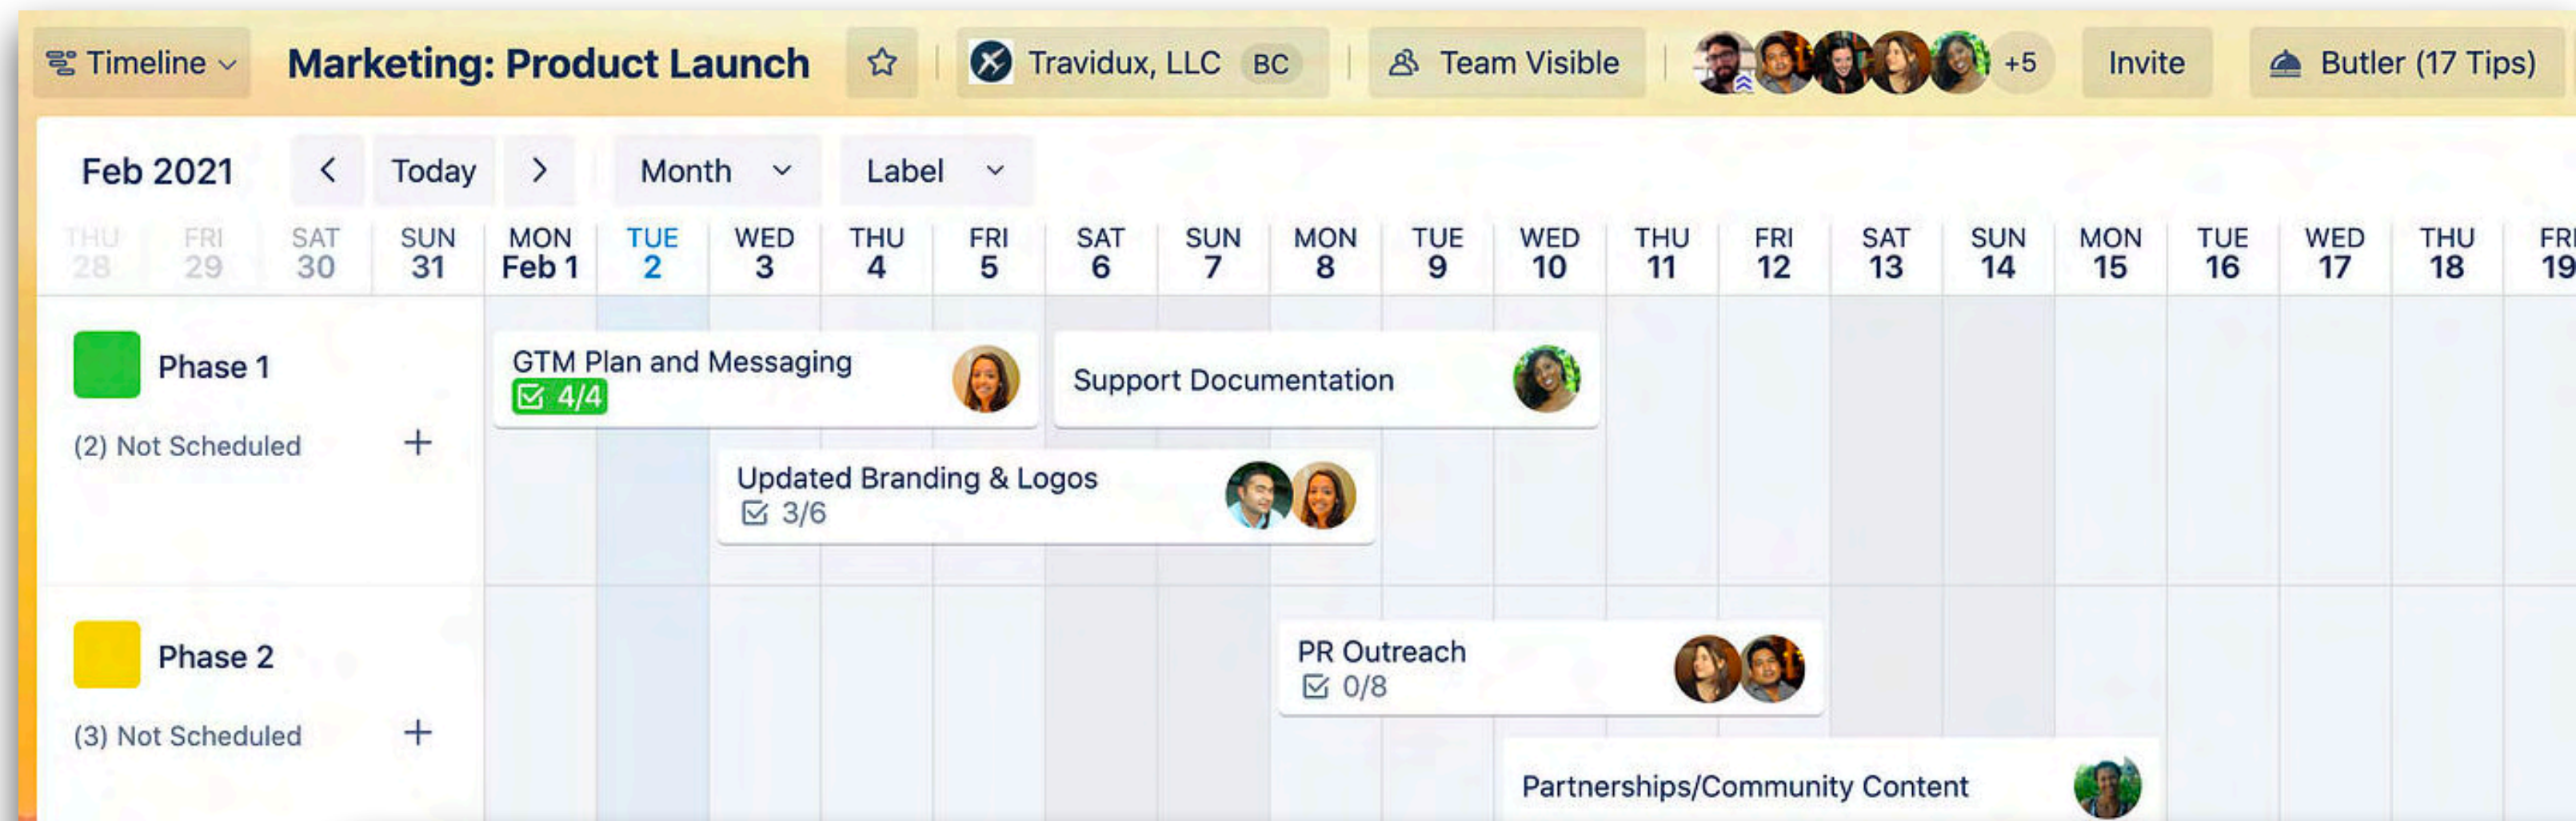 Timeline
Marketing: Product Launch
Travidux, LLC BC
Team Visible
+5
Invite
Butler (17 Tips)
Feb 2021
Today
Month
Label
THU FRI SAT SUN MON TUE WED THU FRI SAT SUN MON TUE WED THU FRI SAT SUN MON TUE WED THU FRI
28 29 30 31 Feb 1 2 3 4 5 6 7 8 9 10 11 12 13 14 15 16 17 18 19
Phase 1
(2) Not Scheduled +
GTM Plan and Messaging
4/4
Support Documentation
Updated Branding & Logos
3/6
Phase 2
(3) Not Scheduled +
PR Outreach
0/8
Partnerships/Community Content